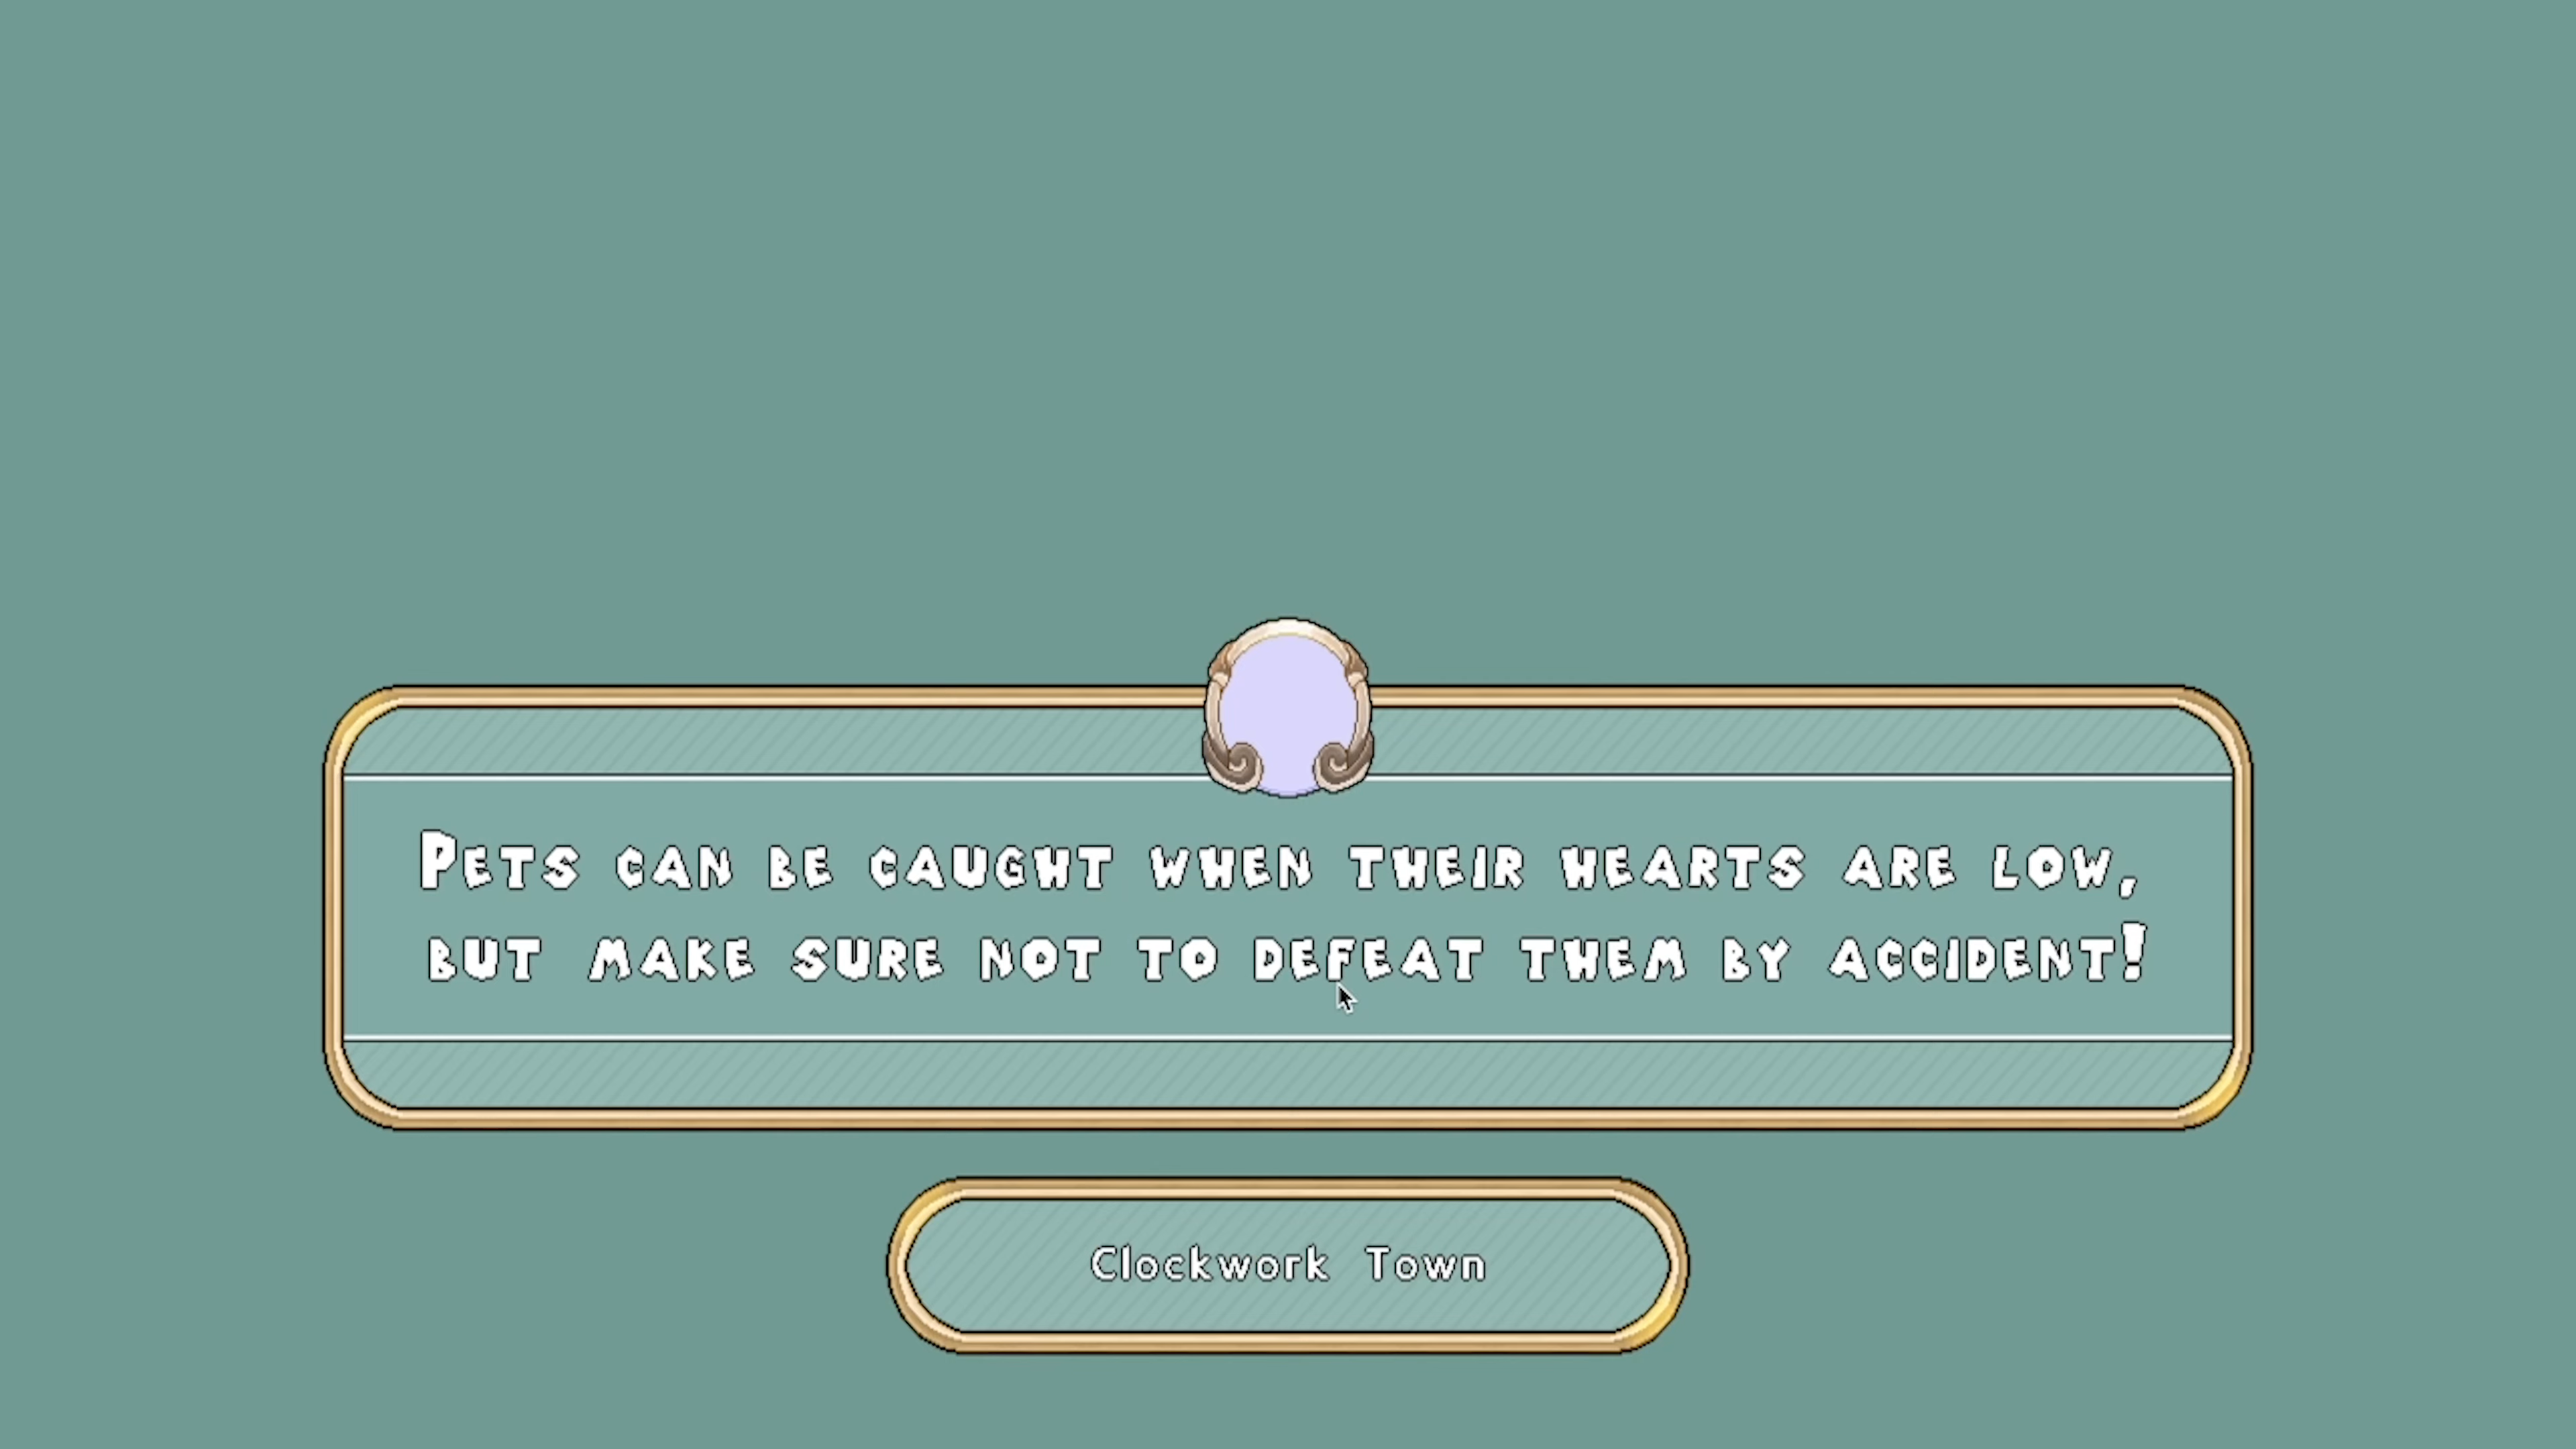 Pets can be caught when their hearts are low,
but make sure not to defeat them by accident!
Clockwork Town